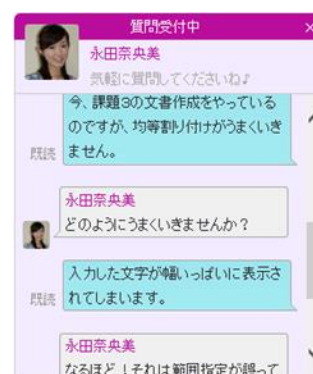 質問受付中
永田奈央美
気軽に質問してくださいね♪
今、課題3の文書作成をやっている
のですが、均等割り付けがうまくいき
ません。
既読
永田奈央美
どのようにうまくいきませんか？
入力した文字が幅いっぱいに表示さ
れてしまいます。
既読
永田奈央美
なるほど！それは範囲指定が誤って